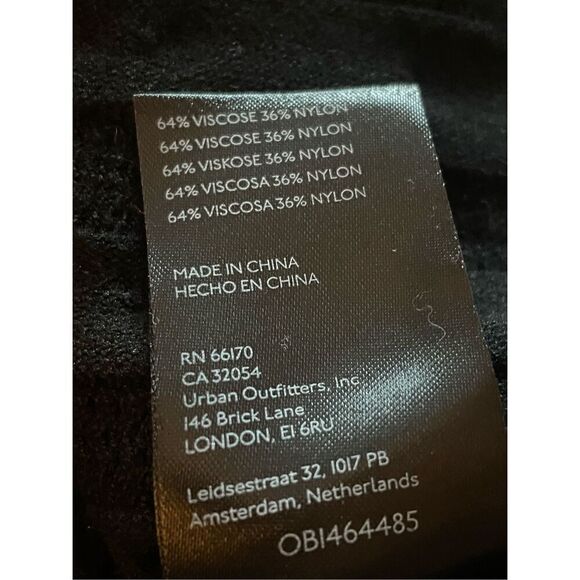 64% VISCOSE 36% NYLON
64% VISCOSE 36% NYLON
64% VISKOSE 36% NYLON
64% VISCOSA 36% NYLON
64% VISCOSA 36% NYLON
MADE IN CHINA
HECHO EN CHINA
RN 66170
CA 32054
Urban Outfitters, Inc.
146 Brick Lane
LONDON, E1 6RU
Leidsestraat 32, 1017 PB
Amsterdam, Netherlands
OB1464485